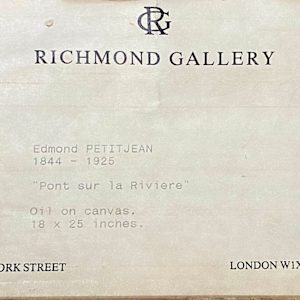 RG
RICHMOND GALLERY
Edmond PETITJEAN
1844 - 1925
"Pont sur la Riviere"
Oil on canvas.
18 x 25 inches.
ORK STREET LONDON W1X